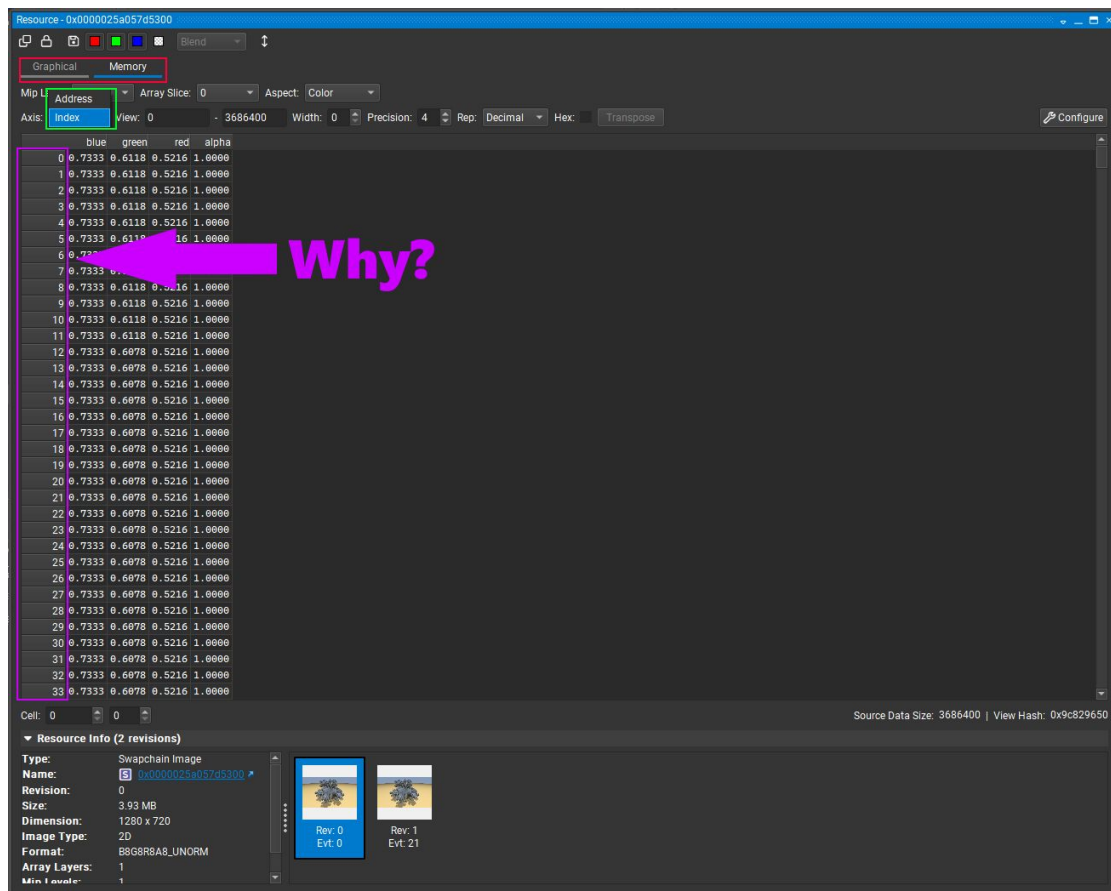 Resource - 0x0000025a057d5300
Blend
Graphical Memory
Mip L Array Slice: 0 Aspect: Color
Address
Axis: Index View: 0 - 3686400 Width: 0 Precision: 4 Rep: Decimal Hex: Transpose Configure
Index
blue green red alpha
0 0.7333 0.6118 0.5216 1.0000
1 0.7333 0.6118 0.5216 1.0000
2 0.7333 0.6118 0.5216 1.0000
3 0.7333 0.6118 0.5216 1.0000
4 0.7333 0.6118 0.5216 1.0000
5 0.7333 0.6118 16 1.0000
6 0.7333
Why?
7 0.7333
8 0.7333 0.6118 0.5216 1.0000
9 0.7333 0.6118 0.5216 1.0000
10 0.7333 0.6118 0.5216 1.0000
11 0.7333 0.6118 0.5216 1.0000
12 0.7333 0.6078 0.5216 1.0000
13 0.7333 0.6078 0.5216 1.0000
14 0.7333 0.6078 0.5216 1.0000
15 0.7333 0.6078 0.5216 1.0000
16 0.7333 0.6078 0.5216 1.0000
17 0.7333 0.6078 0.5216 1.0000
18 0.7333 0.6078 0.5216 1.0000
19 0.7333 0.6078 0.5216 1.0000
20 0.7333 0.6078 0.5216 1.0000
21 0.7333 0.6078 0.5216 1.0000
22 0.7333 0.6078 0.5216 1.0000
23 0.7333 0.6078 0.5216 1.0000
24 0.7333 0.6078 0.5216 1.0000
25 0.7333 0.6078 0.5216 1.0000
26 0.7333 0.6078 0.5216 1.0000
27 0.7333 0.6078 0.5216 1.0000
28 0.7333 0.6078 0.5216 1.0000
29 0.7333 0.6078 0.5216 1.0000
30 0.7333 0.6078 0.5216 1.0000
31 0.7333 0.6078 0.5216 1.0000
32 0.7333 0.6078 0.5216 1.0000
33 0.7333 0.6078 0.5216 1.0000
Cell: 0 0 Source Data Size: 3686400 | View Hash: 0x9c829650
Resource Info (2 revisions)
Type: Swapchain Image
Name: S 0x0000025a057d5300
Revision: 0
Size: 3.93 MB
Dimension: 1280 x 720
Image Type: 2D
Format: B8G8R8A8_UNORM
Array Layers: 1
Mip Levels: 1
Rev: 0
Evt: 0
Rev: 1
Evt: 21